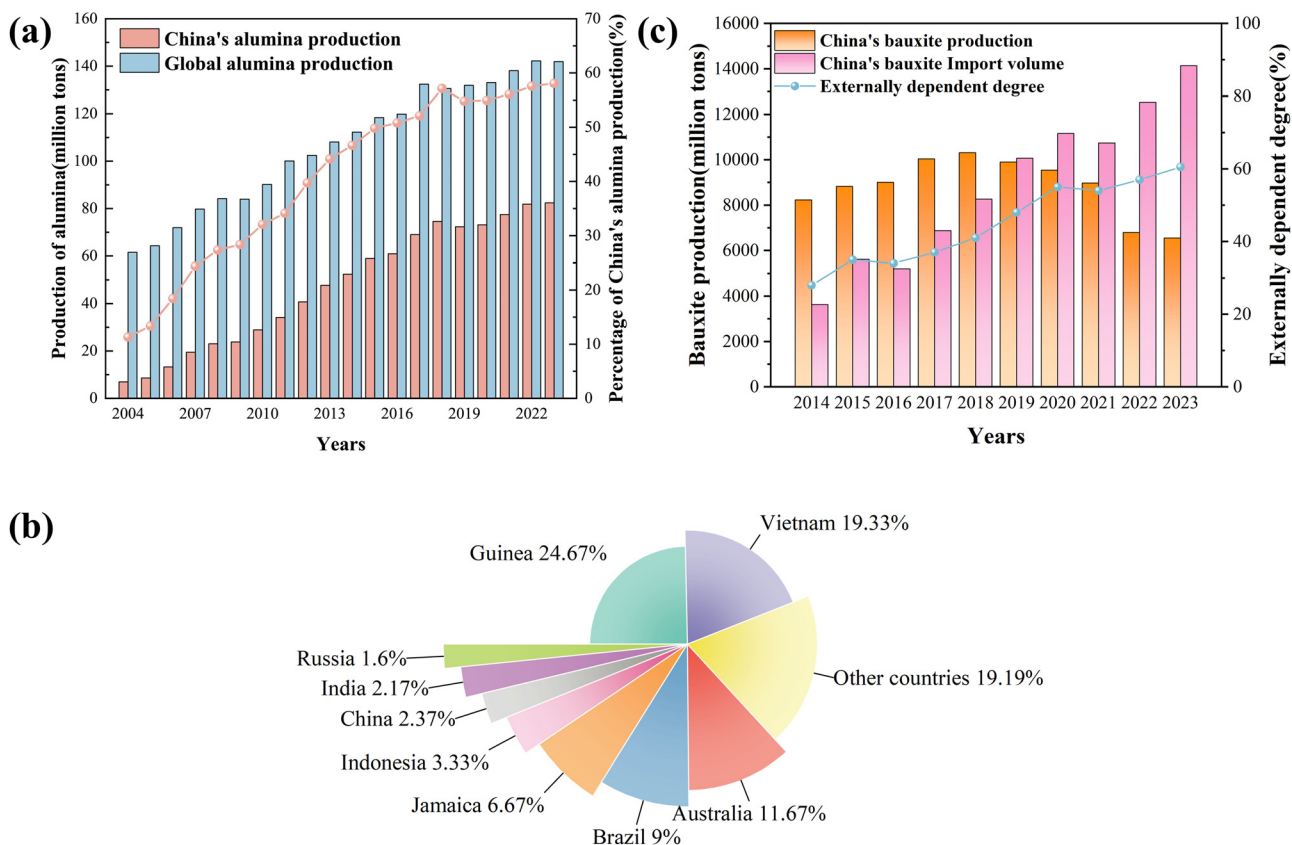 (a)
Production of alumina(million tons)
160
140
120
100
80
60
40
20
0
China's alumina production
Global alumina production
70
60
50
40
30
20
10
0
Percentage of China's alumina production(%)
2004 2007 2010 2013 2016 2019 2022
Years
(c)
Bauxite production(million tons)
16000
14000
12000
10000
8000
6000
4000
2000
0
China's bauxite production
China's bauxite Import volume
Externally dependent degree
100
80
60
40
20
0
Externally dependent degree(%)
2014 2015 2016 2017 2018 2019 2020 2021 2022 2023
Years
(b)
Guinea 24.67%
Vietnam 19.33%
Other countries 19.19%
Australia 11.67%
Brazil 9%
Jamaica 6.67%
Indonesia 3.33%
China 2.37%
India 2.17%
Russia 1.6%